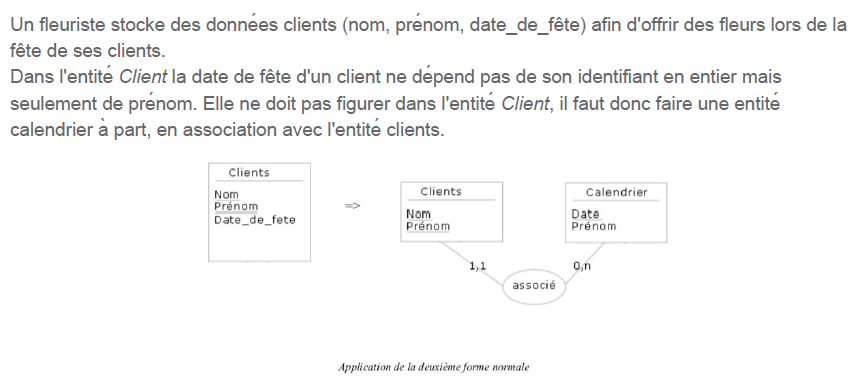 Un fleuriste stocke des données clients (nom, prénom, date_de_fête) afin d'offrir des fleurs lors de la
fête de ses clients.
Dans l'entité Client la date de fête d'un client ne dépend pas de son identifiant en entier mais
seulement de prénom. Elle ne doit pas figurer dans l'entité Client, il faut donc faire une entité
calendrier à part, en association avec l'entité clients.
Clients
Nom
Prénom
Date_de_fete
=>
Clients
Nom
Prénom
Calendrier
Date
Prénom
1,1
0,n
associé
Application de la deuxième forme normale